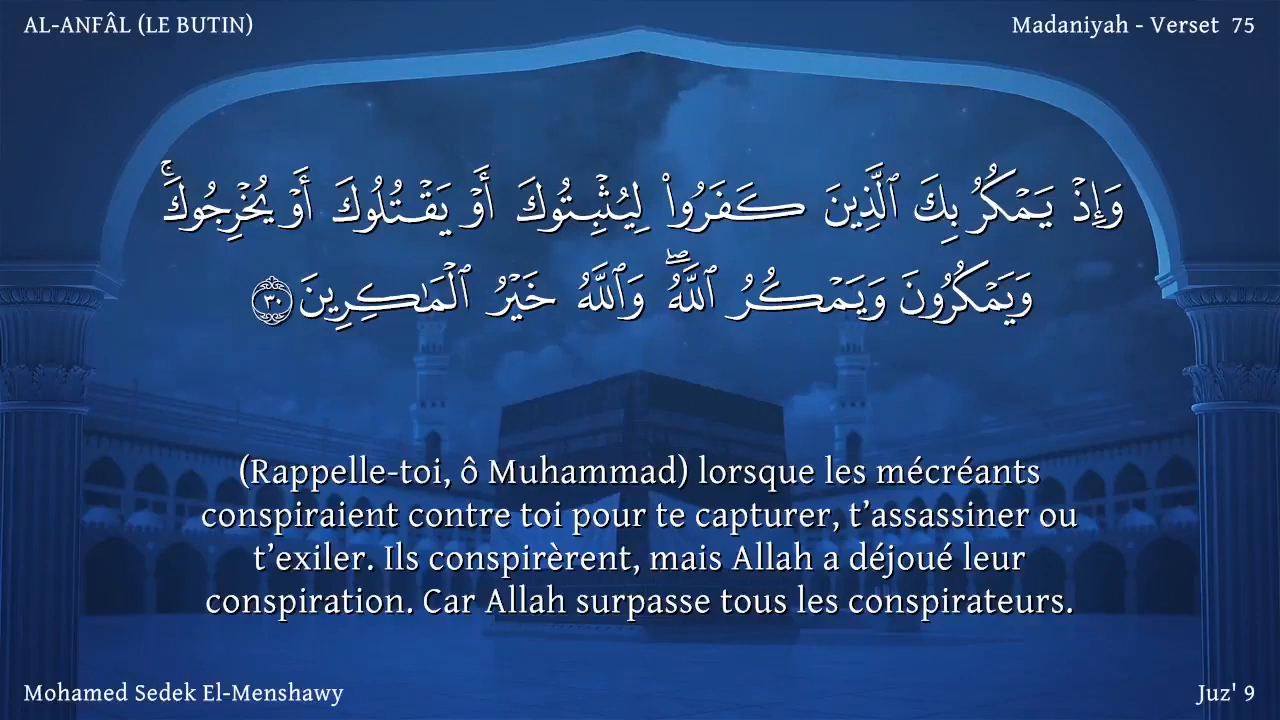 AL-ANFÂL (LE BUTIN)
Madaniyah - Verset 75
وَإِذۡ يَمۡكُرُ بِكَ ٱلَّذِينَ كَفَرُواْ لِيُثۡبِتُوكَ أَوۡ يَقۡتُلُوكَ أَوۡ يُخۡرِجُوكَۚ
وَيَمۡكُرُونَ وَيَمۡكُرُ ٱللَّهُۖ وَٱللَّهُ خَيۡرُ ٱلۡمَٰكِرِينَ ٣٠
(Rappelle-toi, ô Muhammad) lorsque les mécréants
conspiraient contre toi pour te capturer, t’assassiner ou
t’exiler. Ils conspirèrent, mais Allah a déjoué leur
conspiration. Car Allah surpasse tous les conspirateurs.
Mohamed Sedek El-Menshawy
Juz' 9